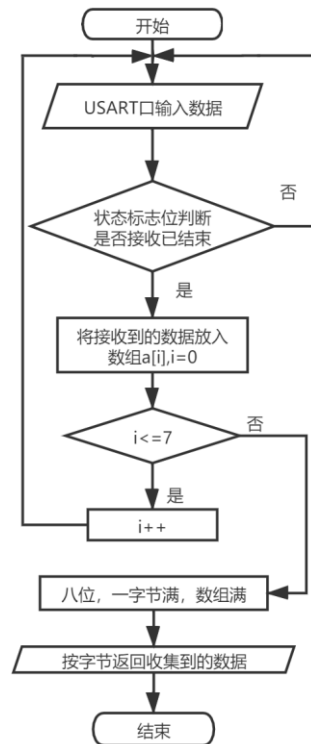 开始
USART口输入数据
状态标志位判断
是否接收已结束
否
是
将接收到的数据放入
数组a[i],i=0
i<=7
否
是
i++
八位，一字节满，数组满
按字节返回收集到的数据
结束